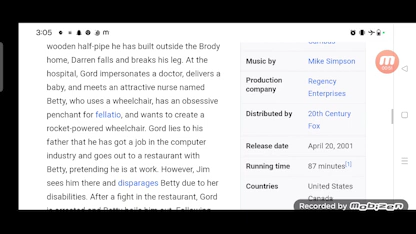 3:05
wooden half-pipe he has built outside the Brody
home, Darren falls and breaks his leg. At the
hospital, Gord impersonates a doctor, delivers a
baby, and meets an attractive nurse named
Betty, who uses a wheelchair, has an obsessive
penchant for fellatio, and wants to create a
rocket-powered wheelchair. Gord lies to his
father that he has got a job in the computer
industry and goes out to a restaurant with
Betty, pretending he is at work. However, Jim
sees them there and disparages Betty due to her
disabilities. After a fight in the restaurant, Gord
Music by Mike Simpson
Production
company
Regency
Enterprises
Distributed by 20th Century
Fox
Release date April 20, 2001
Running time 87 minutes[1]
Countries United States
Canada
Recorded by mobizen